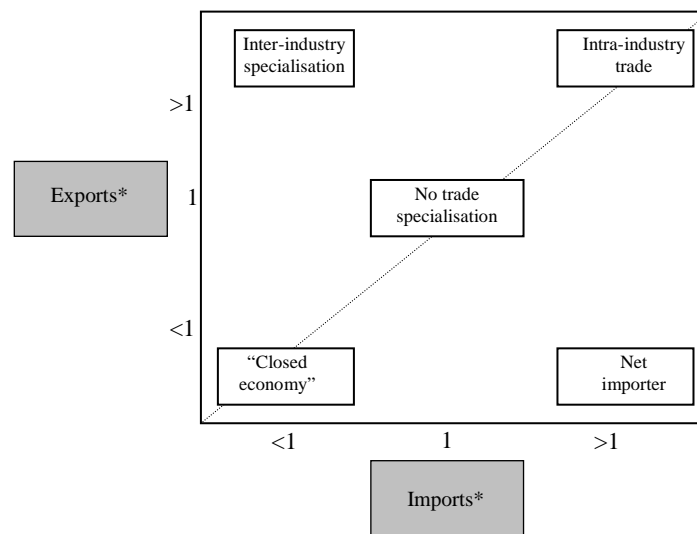 Inter-industry
specialisation
Intra-industry
trade
>1
Exports*
1
No trade
specialisation
<1
“Closed
economy”
Net
importer
<1
1
>1
Imports*